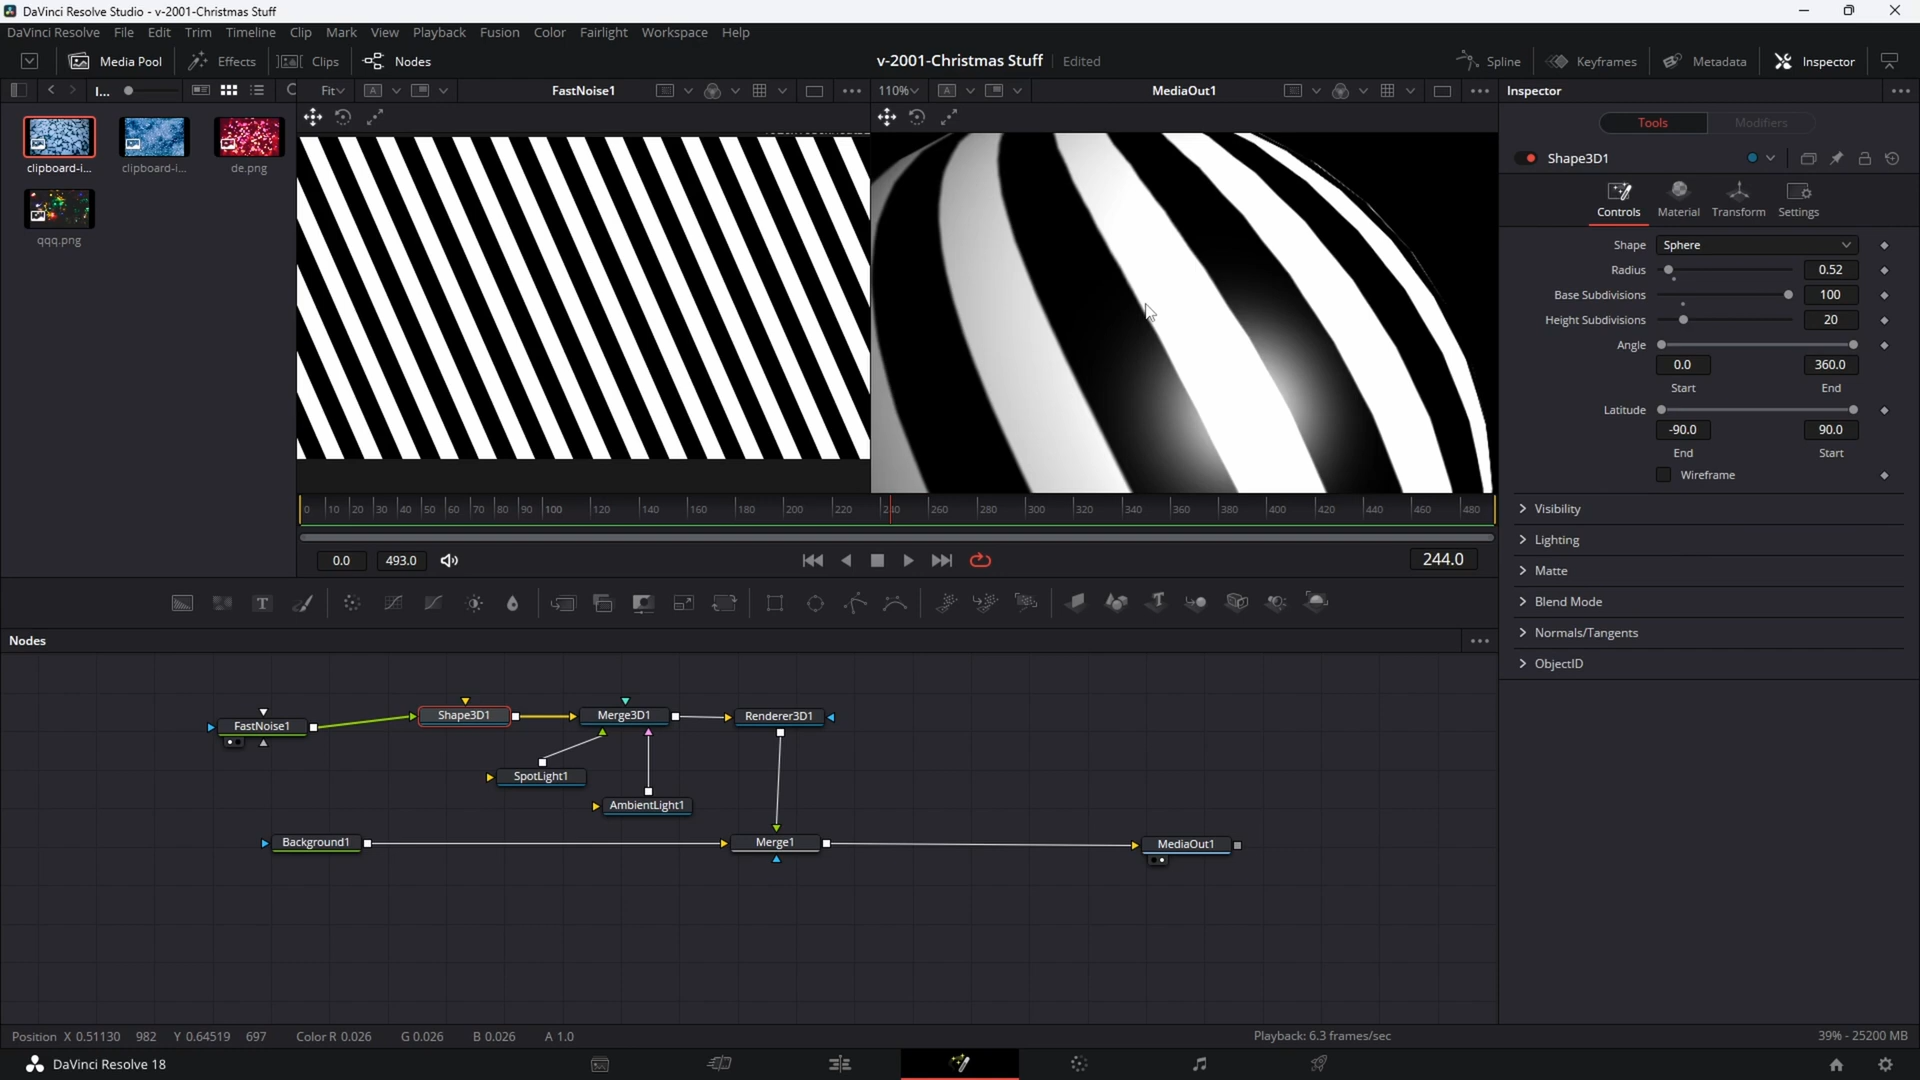 DaVinci Resolve Studio - v-2001-Christmas Stuff
DaVinci Resolve File Edit Trim Timeline Clip Mark View Playback Fusion Color Fairlight Workspace Help
Media Pool Effects Clips Nodes v-2001-Christmas Stuff Edited Spline Keyframes Metadata Inspector
I... Fit A FastNoise1 110% A MediaOut1 Inspector
Tools Modifiers
clipboard-i... clipboard-i... de.png
qqq.png
Shape3D1
Controls Material Transform Settings
Shape Sphere
Radius 0.52
Base Subdivisions 100
Height Subdivisions 20
Angle
0.0 360.0
Start End
Latitude
-90.0 90.0
End Start
Wireframe
Visibility
Lighting
Matte
Blend Mode
Normals/Tangents
ObjectID
0 10 20 30 40 50 60 70 80 90 100 120 140 160 180 200 220 240 260 280 300 320 340 360 380 400 420 440 460 480
0.0 493.0 244.0
T T
Nodes
FastNoise1 Shape3D1 Merge3D1 Renderer3D1
SpotLight1
AmbientLight1
Background1 Merge1 MediaOut1
Position X 0.51130 982 Y 0.64519 697 Color R 0.026 G 0.026 B 0.026 A 1.0 Playback: 6.3 frames/sec 39% - 25200 MB
DaVinci Resolve 18